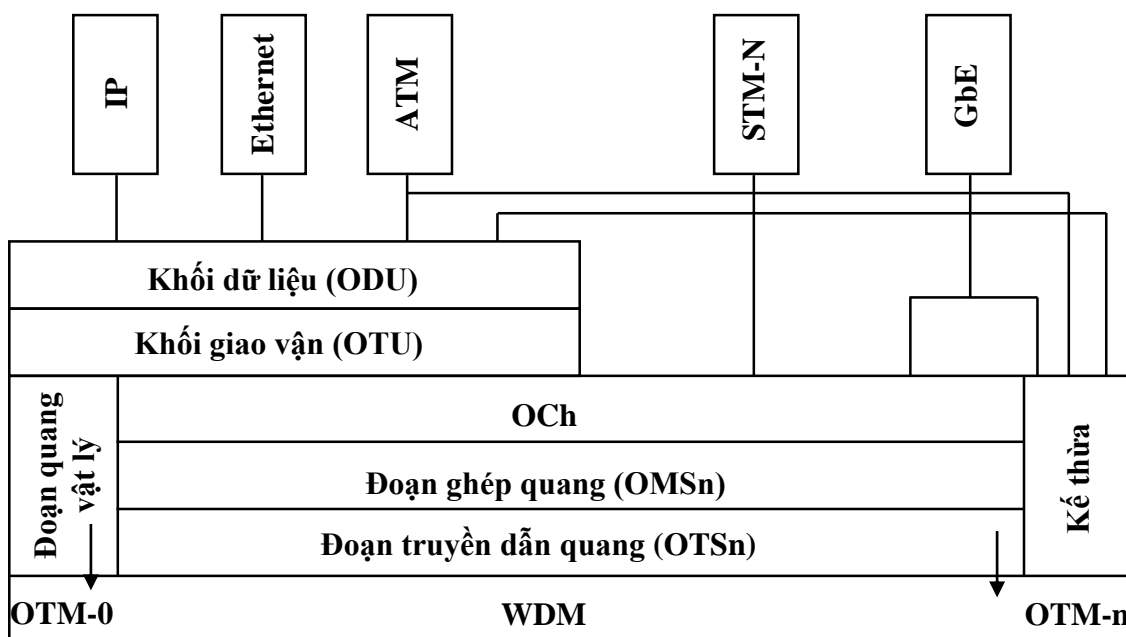 IP
Ethernet
ATM
STM-N
GbE
Khối dữ liệu (ODU)
Khối giao vận (OTU)
Đoạn quang
vật lý
OCh
Đoạn ghép quang (OMSn)
Đoạn truyền dẫn quang (OTSn)
Kế thừa
OTM-0
WDM
OTM-n